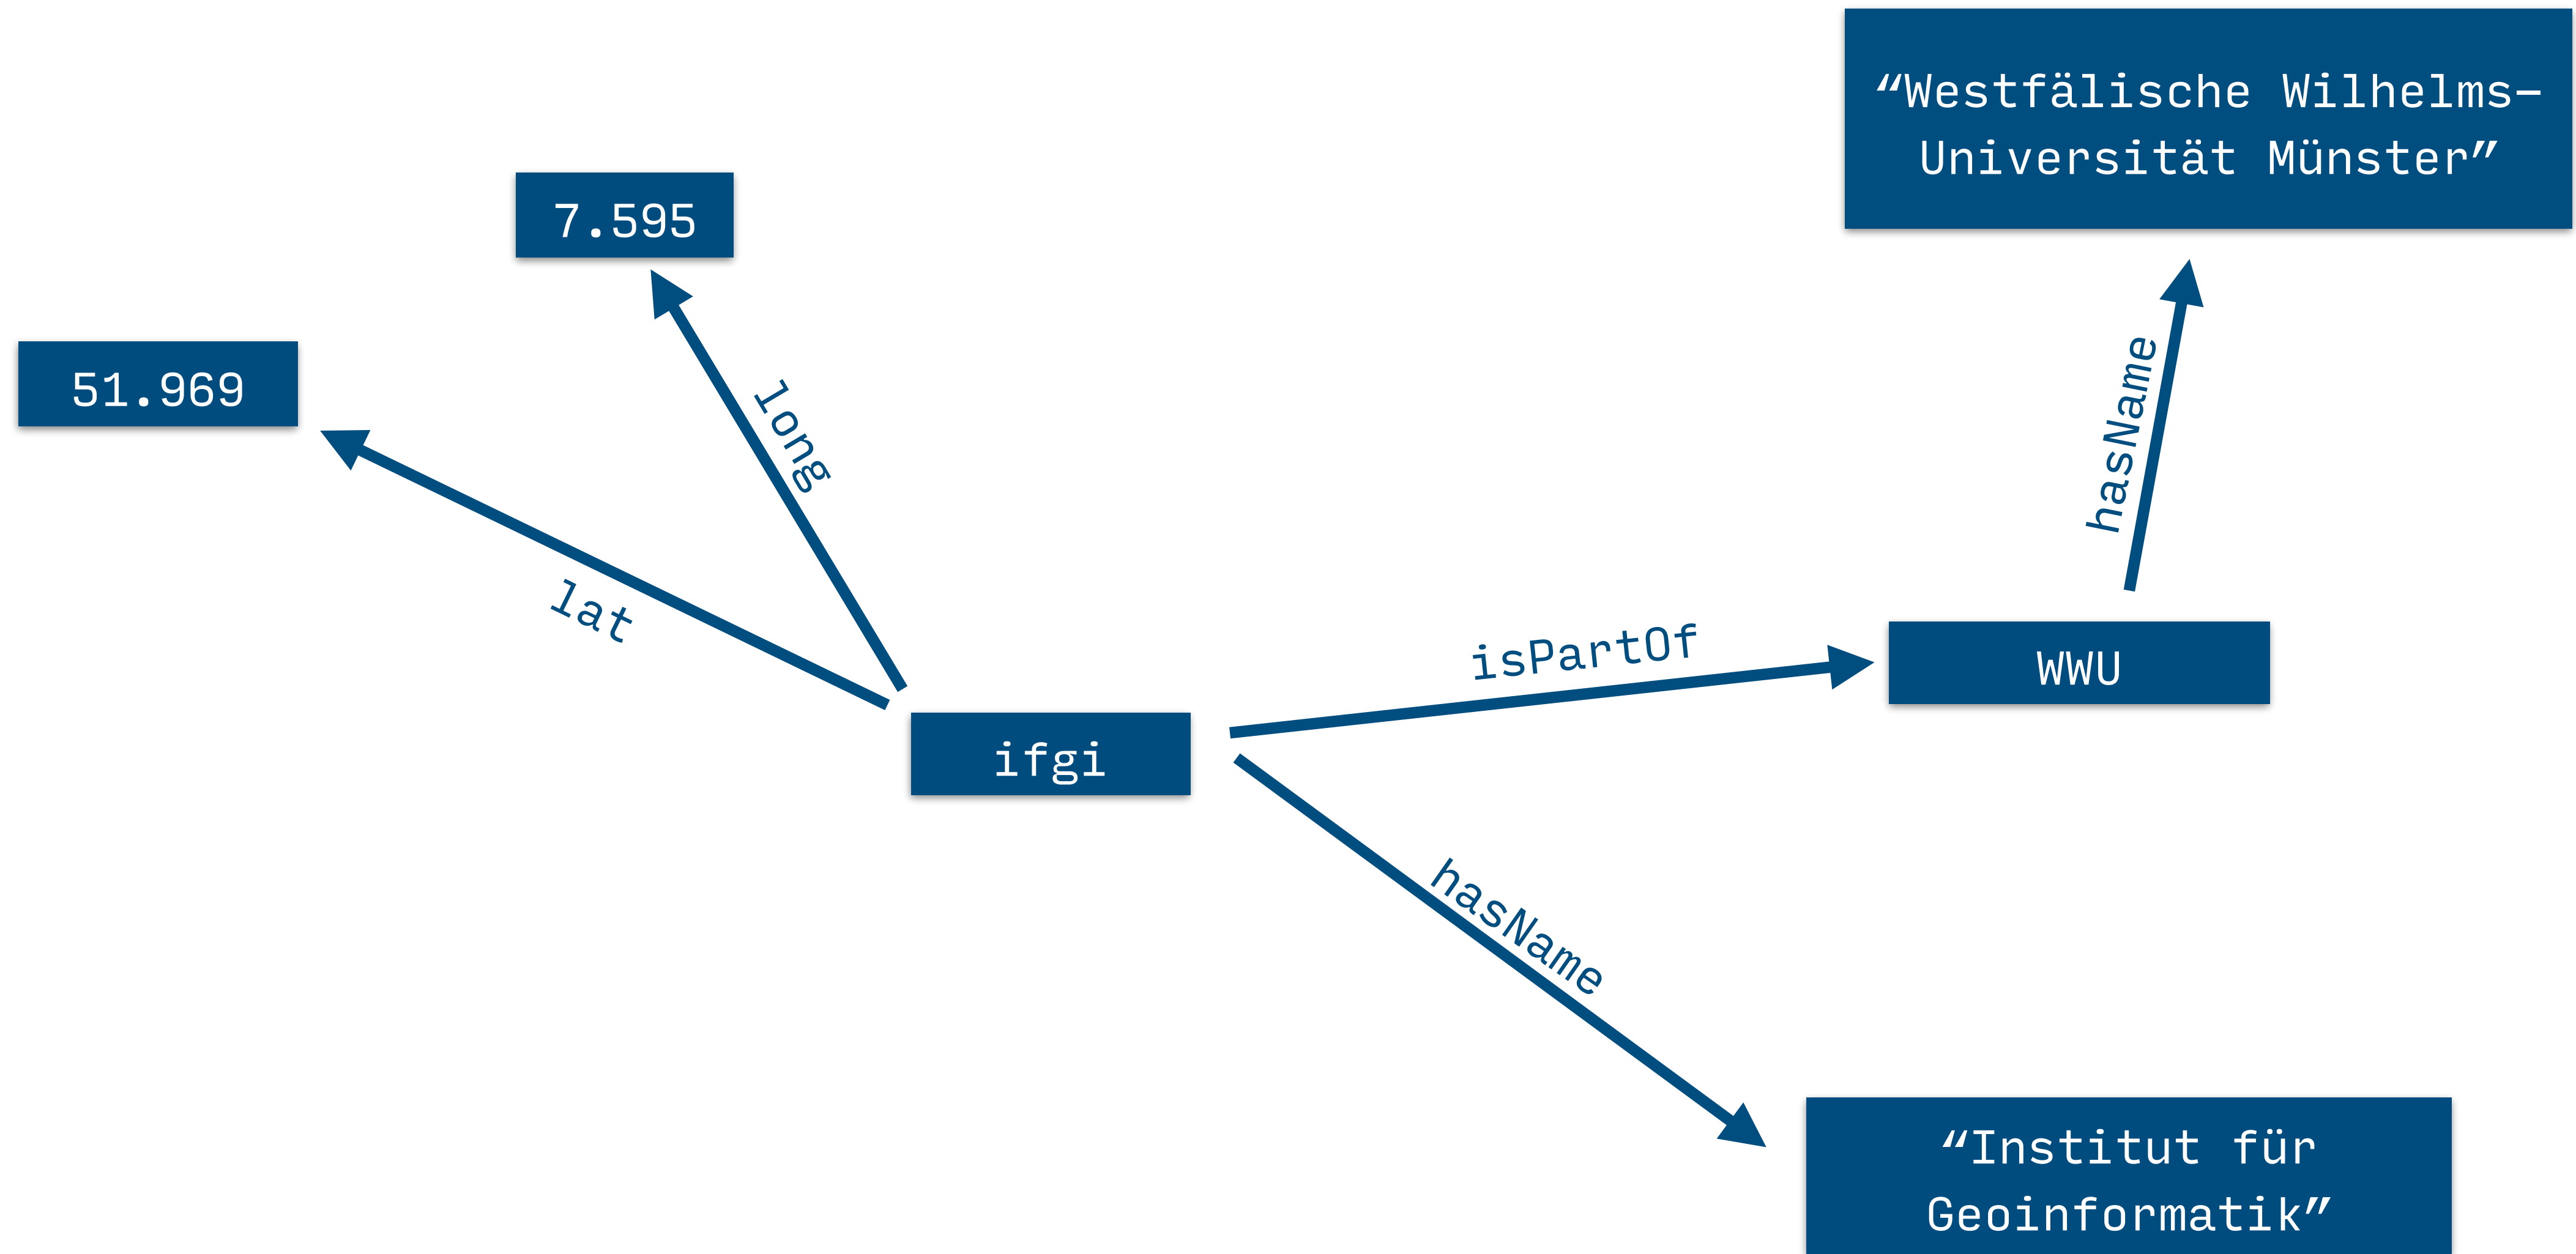 “Westfälische Wilhelms-
Universität Münster”
7.595
51.969
long
hasName
lat
isPartOf
WWU
ifgi
hasName
“Institut für
Geoinformatik”